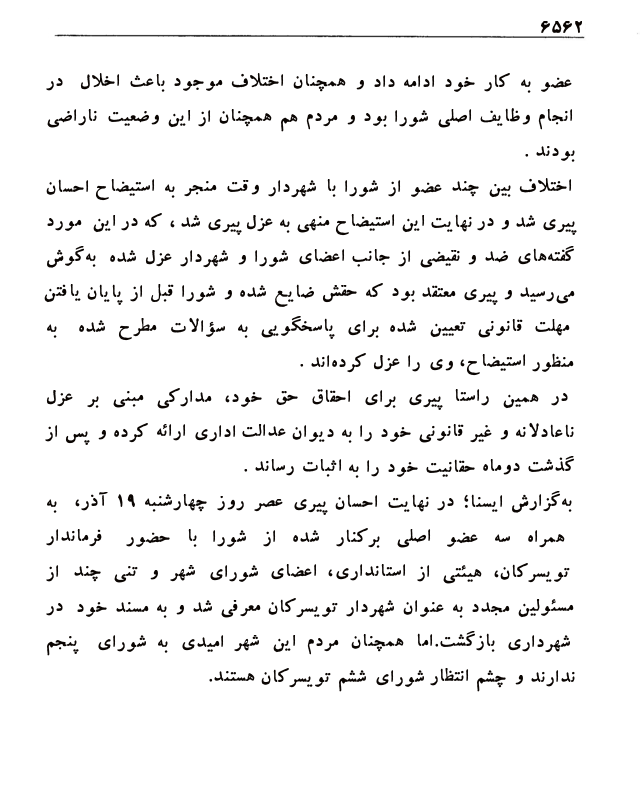 ۶۵۶۲
عضو به کار خود ادامه داد و همچنان اختلاف موجود باعث اخلال در
انجام وظایف اصلی شورا بود و مردم هم همچنان از این وضعیت ناراضی
بودند .
اختلاف بین چند عضو از شورا با شهردار وقت منجر به استیضاح احسان
پیری شد و در نهایت این استیضاح منهی به عزل پیری شد ، که در این مورد
گفته‌های ضد و نقیضی از جانب اعضای شورا و شهردار عزل شده به‌گوش
می‌رسید و پیری معتقد بود که حقش ضایع شده و شورا قبل از پایان یافتن
مهلت قانونی تعیین شده برای پاسخگویی به سؤالات مطرح شده به
منظور استیضاح، وی را عزل کرده‌اند .
در همین راستا پیری برای احقاق حق خود، مدارکی مبنی بر عزل
ناعادلانه و غیر قانونی خود را به دیوان عدالت اداری ارائه کرده و پس از
گذشت دوماه حقانیت خود را به اثبات رساند .
به‌گزارش ایسنا؛ در نهایت احسان پیری عصر روز چهارشنبه ۱۹ آذر، به
همراه سه عضو اصلی برکنار شده از شورا با حضور فرماندار
تویسرکان، هیئتی از استانداری، اعضای شورای شهر و تنی چند از
مسئولین مجدد به عنوان شهردار تویسرکان معرفی شد و به مسند خود در
شهرداری بازگشت.اما همچنان مردم این شهر امیدی به شورای پنجم
ندارند و چشم انتظار شورای ششم تویسرکان هستند.